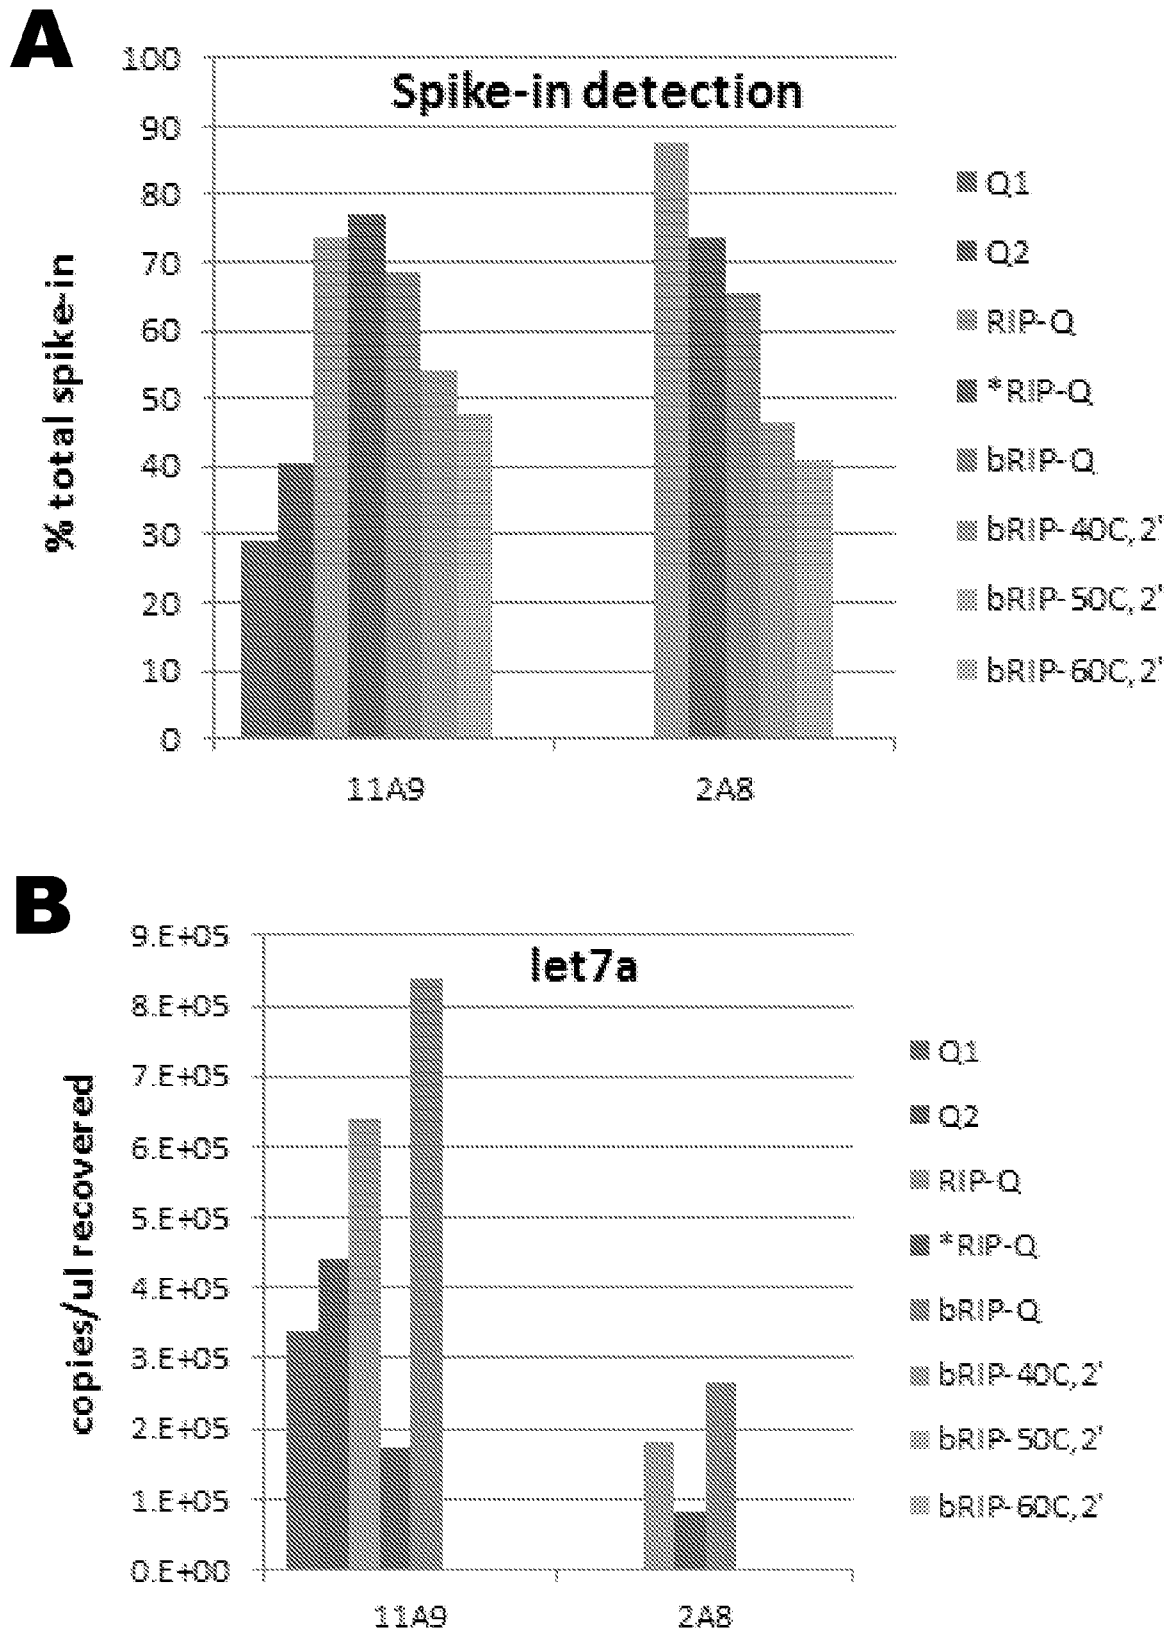 A
Spike-in detection
% total spike-in
100
90
80
70
60
50
40
30
20
10
0
11A9
2A8
Q1
Q2
RIP-Q
*RIP-Q
bRIP-Q
bRIP-40C,2'
bRIP-50C,2'
bRIP-60C,2'
B
let7a
copies/ul recovered
9.E+05
8.E+05
7.E+05
6.E+05
5.E+05
4.E+05
3.E+05
2.E+05
1.E+05
0.E+00
11A9
2A8
Q1
Q2
RIP-Q
*RIP-Q
bRIP-Q
bRIP-40C,2'
bRIP-50C,2'
bRIP-60C,2'